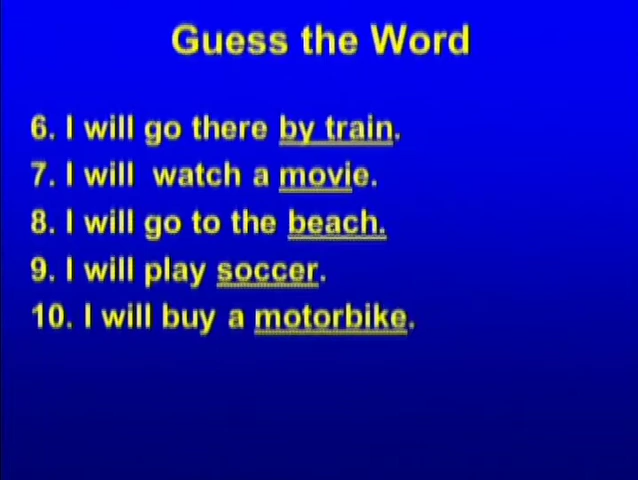 Guess the Word
6. I will go there by train.
7. I will watch a movie.
8. I will go to the beach.
9. I will play soccer.
10. I will buy a motorbike.